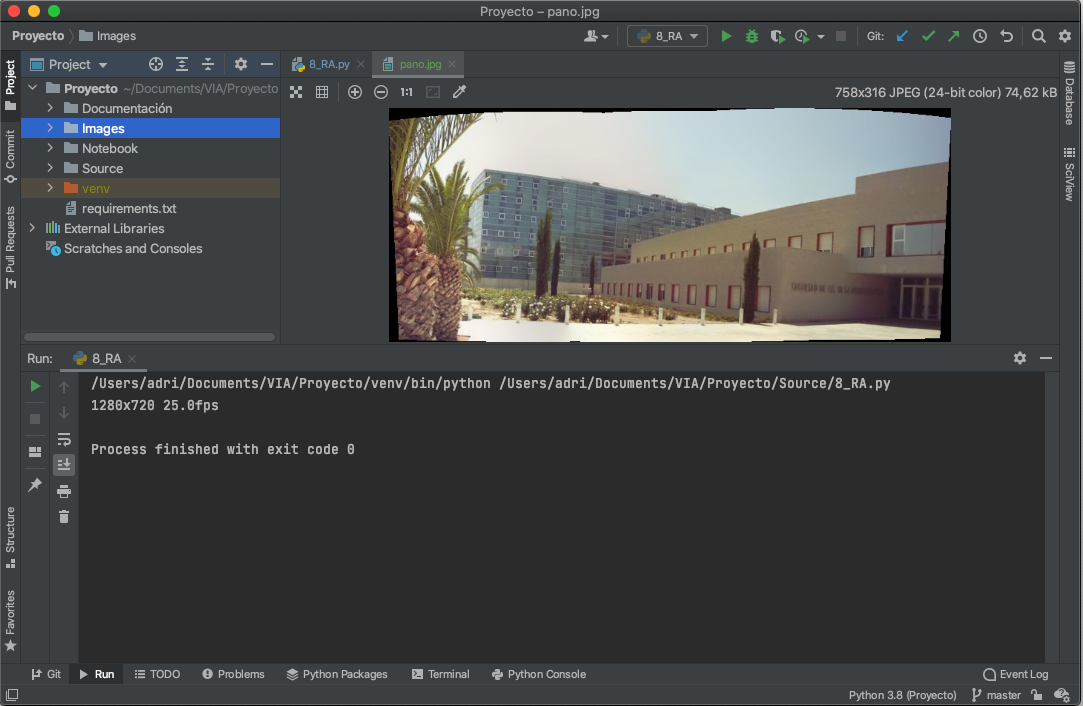 Proyecto – pano.jpg
Proyecto
Images
8_RA
Git:
Project
8_RA.py
pano.jpg
758x316 JPEG (24-bit color) 74,62 kB
1:1
Proyecto ~/Documents/VIA/Proyecto
Documentación
Images
Notebook
Source
venv
requirements.txt
External Libraries
Scratches and Consoles
Project
Commit
Pull Requests
Structure
Favorites
Database
SciView
Run:
8_RA
/Users/adri/Documents/VIA/Proyecto/venv/bin/python /Users/adri/Documents/VIA/Proyecto/Source/8_RA.py
1280x720 25.0fps
Process finished with exit code 0
Git
Run
TODO
Problems
Python Packages
Terminal
Python Console
Event Log
Python 3.8 (Proyecto)
master